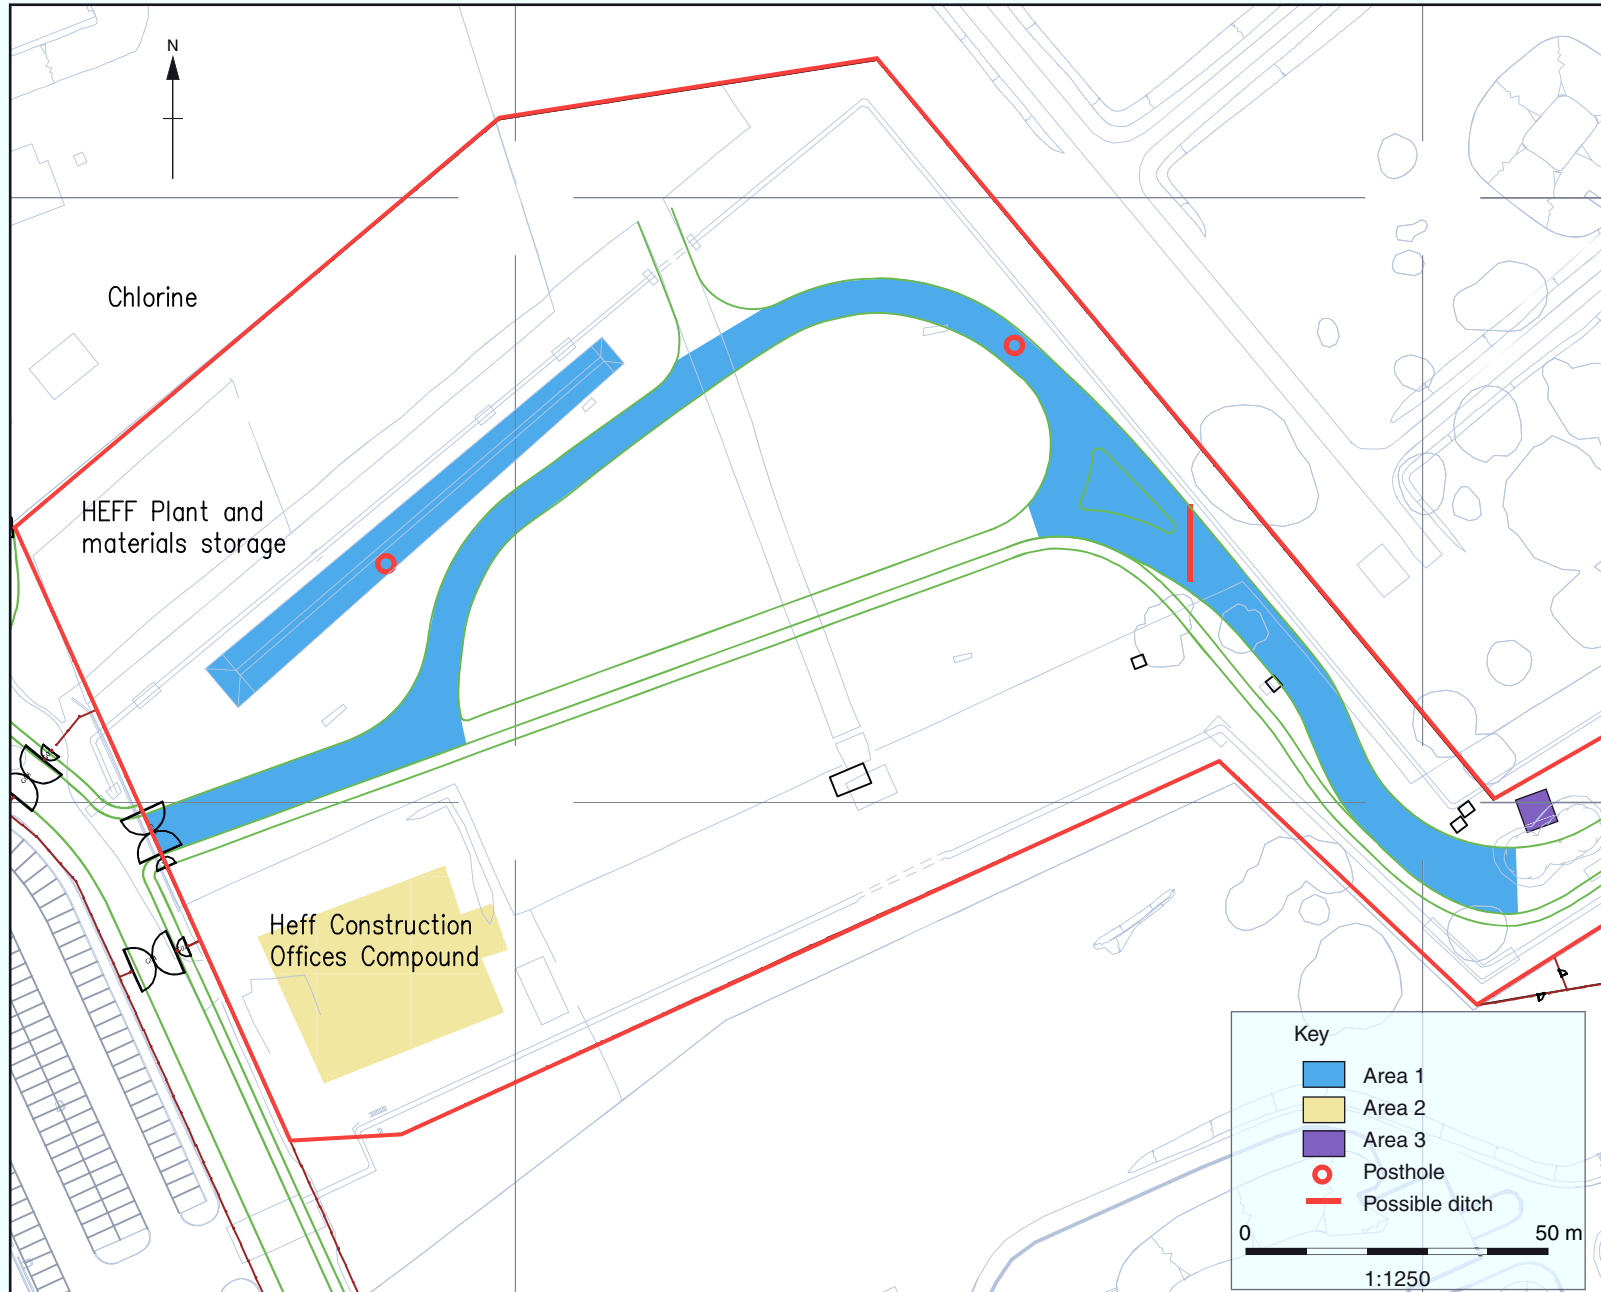 N
Chlorine
HEFF Plant and
materials storage
Heff Construction
Offices Compound
Key
Area 1
Area 2
Area 3
Posthole
Possible ditch
0 50 m
1:1250